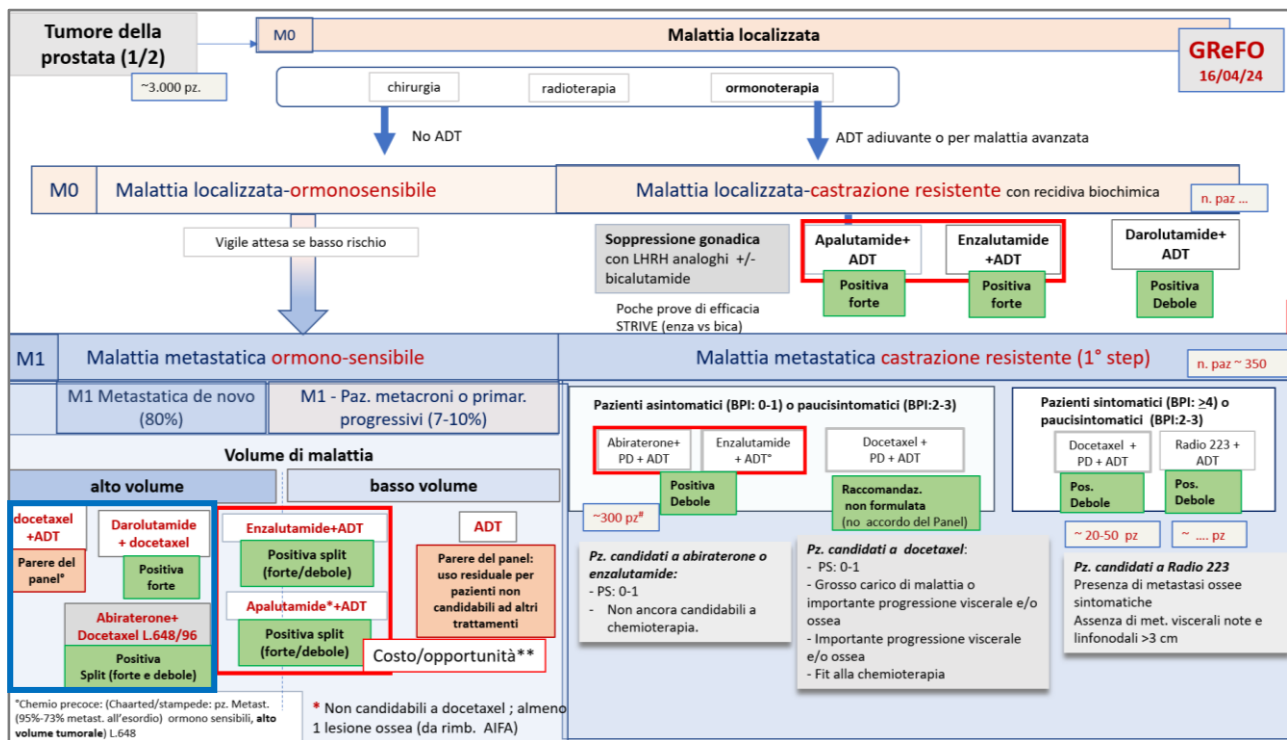 Tumore della
prostata (1/2)
~3.000 pz.
M0
Malattia localizzata
GReFO
16/04/24
chirurgia
radioterapia
ormonoterapia
No ADT
ADT adiuvante o per malattia avanzata
M0
Malattia localizzata-ormonosensibile
Malattia localizzata-castrazione resistente con recidiva biochimica
n. paz ...
Vigile attesa se basso rischio
Soppressione gonadica
con LHRH analoghi +/-
bicalutamide
Poche prove di efficacia
STRIVE (enza vs bica)
Apalutamide+
ADT
Positiva
forte
Enzalutamide
+ADT
Positiva
forte
Darolutamide+
ADT
Positiva
Debole
M1
Malattia metastatica ormono-sensibile
Malattia metastatica castrazione resistente (1° step)
n. paz ~ 350
M1 Metastatica de novo
(80%)
M1 - Paz. metacroni o primar.
progressivi (7-10%)
Volume di malattia
alto volume
basso volume
docetaxel
+ADT
Parere del
panel°
Darolutamide
+ docetaxel
Positiva
forte
Abiraterone+
Docetaxel L.648/96
Positiva
Split (forte e debole)
Enzalutamide+ADT
Positiva split
(forte/debole)
Apalutamide*+ADT
Positiva split
(forte/debole)
ADT
Parere del panel:
uso residuale per
pazienti non
candidabili ad altri
trattamenti
Costo/opportunità**
°Chemio precoce: (Chaarted/stampede: pz. Metast.
(95%-73% metast. all'esordio) ormono sensibili, alto
volume tumorale) L.648
* Non candidabili a docetaxel ; almeno
1 lesione ossea (da rimb. AIFA)
Pazienti asintomatici (BPI: 0-1) o paucisintomatici (BPI:2-3)
Abiraterone+
PD + ADT
Enzalutamide
+ ADT°
Positiva
Debole
~300 pz#
Docetaxel +
PD + ADT
Raccomandaz.
non formulata
(no accordo del Panel)
Pz. candidati a abiraterone o
enzalutamide:
- PS: 0-1
- Non ancora candidabili a
chemioterapia.
Pz. candidati a docetaxel:
- PS: 0-1
- Grosso carico di malattia o
importante progressione viscerale e/o
ossea
- Importante progressione viscerale
e/o ossea
- Fit alla chemioterapia
Pazienti sintomatici (BPI: ≥4) o
paucisintomatici (BPI:2-3)
Docetaxel +
PD + ADT
Pos.
Debole
Radio 223 +
ADT
Pos.
Debole
~ 20-50 pz
~ .... pz
Pz. candidati a Radio 223
Presenza di metastasi ossee
sintomatiche
Assenza di met. viscerali note e
linfonodali >3 cm